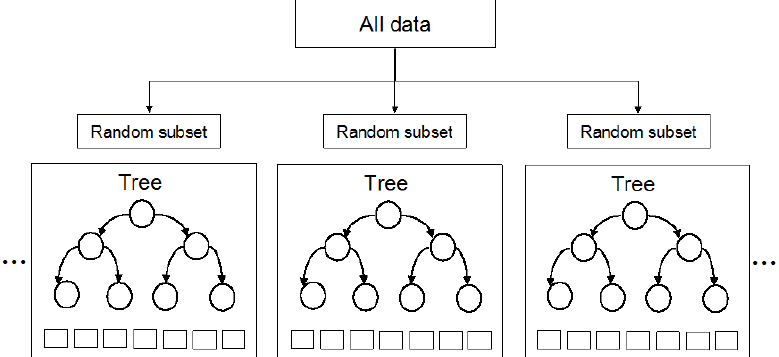 All data
Random subset
Random subset
Random subset
Tree
Tree
Tree
...
...